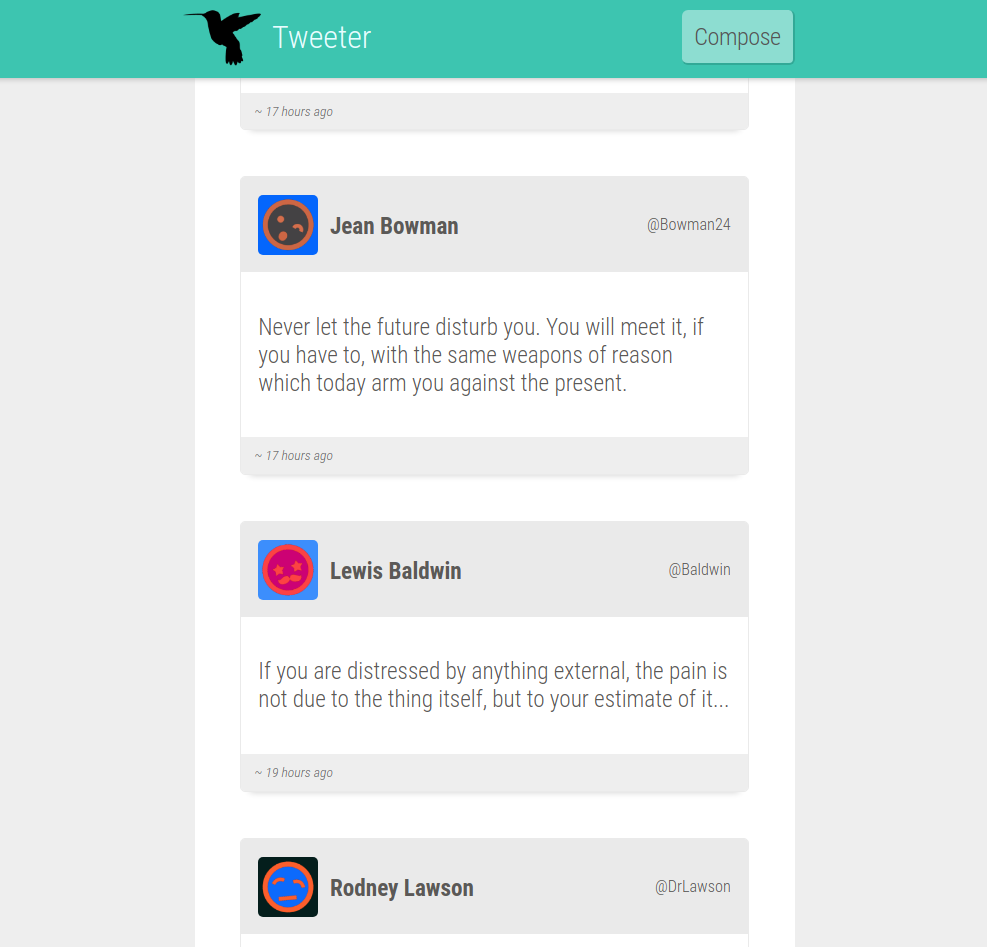 Tweeter
Compose
~ 17 hours ago
Jean Bowman
@Bowman24
Never let the future disturb you. You will meet it, if
you have to, with the same weapons of reason
which today arm you against the present.
~ 17 hours ago
Lewis Baldwin
@Baldwin
If you are distressed by anything external, the pain is
not due to the thing itself, but to your estimate of it...
~ 19 hours ago
Rodney Lawson
@DrLawson